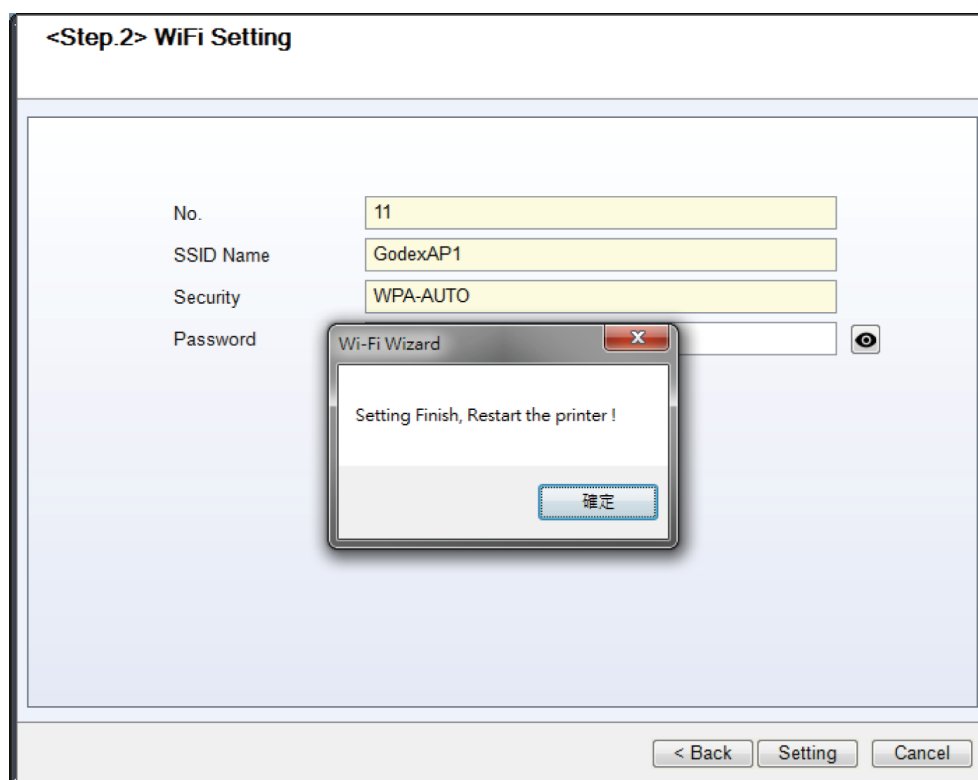 <Step.2> WiFi Setting
No. 11
SSID Name GodexAP1
Security WPA-AUTO
Password
Wi-Fi Wizard
Setting Finish, Restart the printer !
確定
< Back Setting Cancel